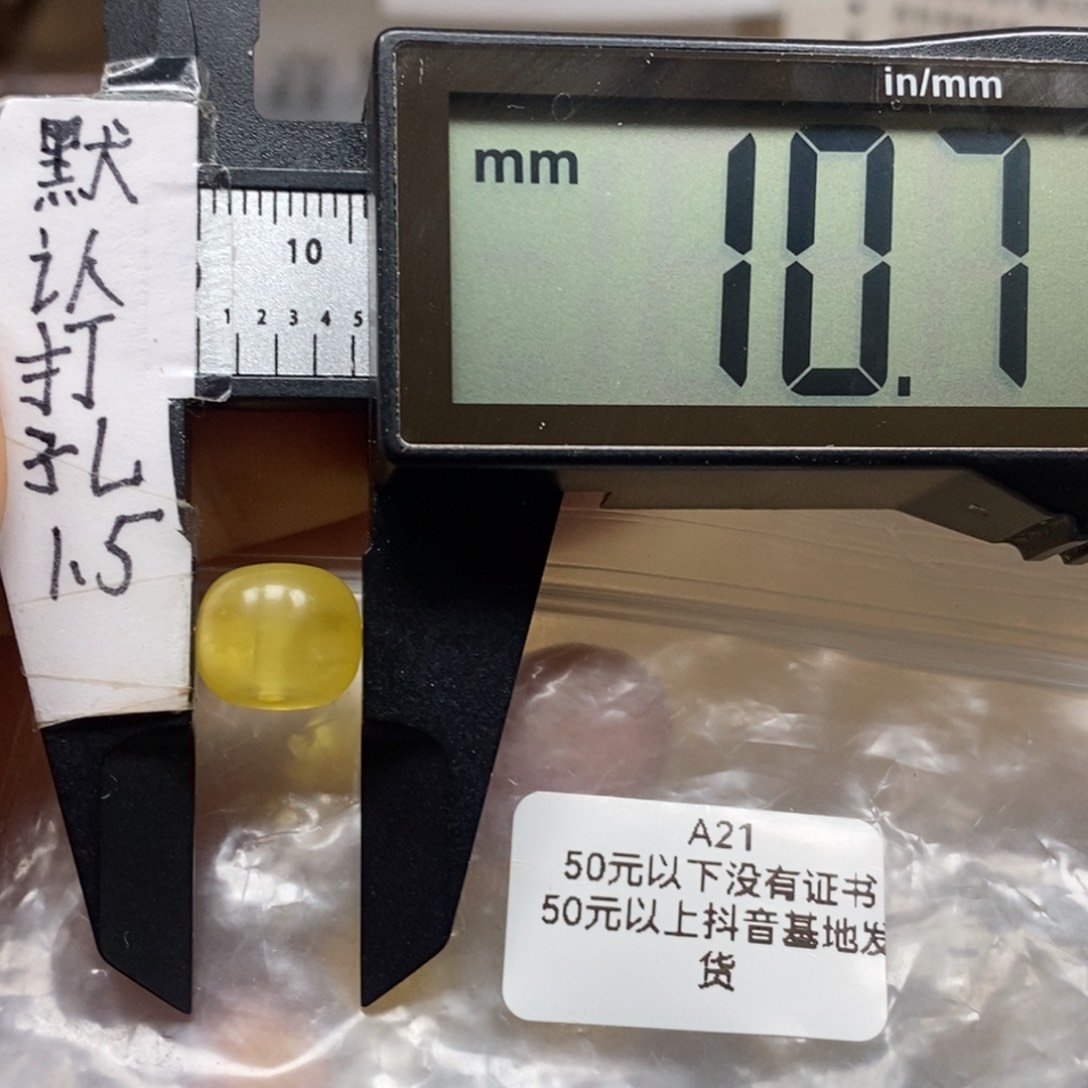 in/mm
mm
10.7
10
1 2 3 4 5
默
认
打
孔
1.5
A21
50元以下没有证书
50元以上抖音基地发
货